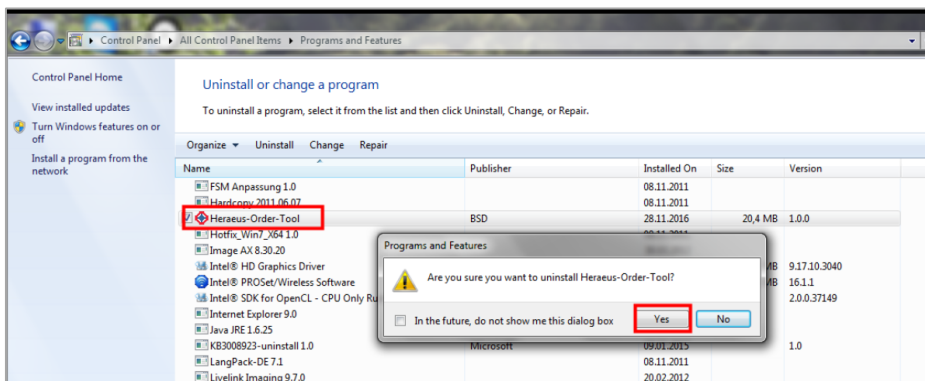 Control Panel ▸ All Control Panel Items ▸ Programs and Features
Control Panel Home
View installed updates
Turn Windows features on or
off
Install a program from the
network
Uninstall or change a program
To uninstall a program, select it from the list and then click Uninstall, Change, or Repair.
Organize Uninstall Change Repair
Name Publisher Installed On Size Version
FSM Anpassung 1.0 08.11.2011
Hardcopy 2011.06.07 08.11.2011
Heraeus-Order-Tool BSD 28.11.2016 20,4 MB 1.0.0
Hotfix_Win7_X64 1.0 08.11.2011
Image AX 8.30.20
Intel® HD Graphics Driver MB 9.17.10.3040
Intel® PROSet/Wireless Software MB 16.1.1
Intel® SDK for OpenCL - CPU Only 2.0.0.37149
Internet Explorer 9.0
Java JRE 1.6.25
KB3008923-uninstall 1.0 Microsoft 09.01.2015 1.0
LangPack-DE 7.1 08.11.2011
Livelink Imaging 9.7.0 20.02.2012
Programs and Features
Are you sure you want to uninstall Heraeus-Order-Tool?
In the future, do not show me this dialog box
Yes No